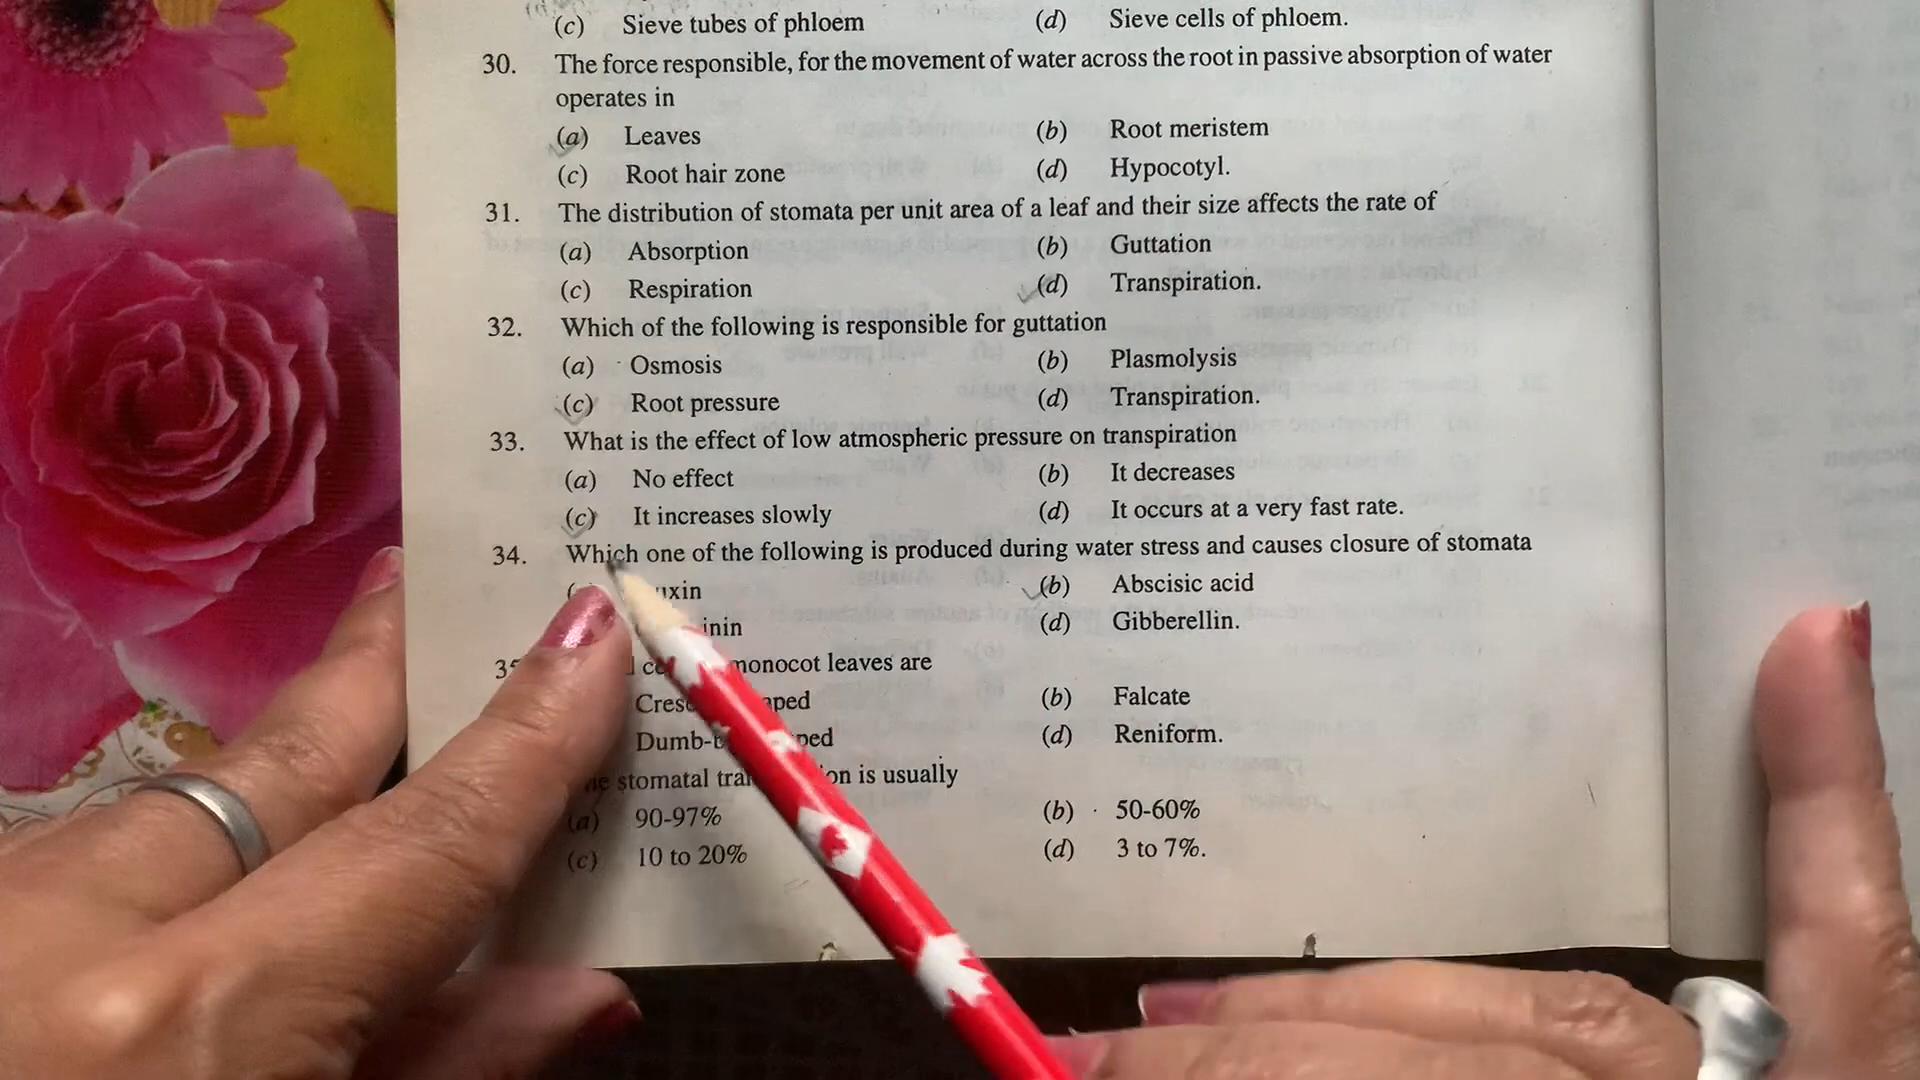 (c) Sieve tubes of phloem (d) Sieve cells of phloem.
30. The force responsible, for the movement of water across the root in passive absorption of water
operates in
(a) Leaves (b) Root meristem
(c) Root hair zone (d) Hypocotyl.
31. The distribution of stomata per unit area of a leaf and their size affects the rate of
(a) Absorption (b) Guttation
(c) Respiration (d) Transpiration.
32. Which of the following is responsible for guttation
(a) Osmosis (b) Plasmolysis
(c) Root pressure (d) Transpiration.
33. What is the effect of low atmospheric pressure on transpiration
(a) No effect (b) It decreases
(c) It increases slowly (d) It occurs at a very fast rate.
34. Which one of the following is produced during water stress and causes closure of stomata
(b) Abscisic acid
(d) Gibberellin.
monocot leaves are
(b) Falcate
(d) Reniform.
stomatal is usually
(a) 90-97% (b) 50-60%
(c) 10 to 20% (d) 3 to 7%.